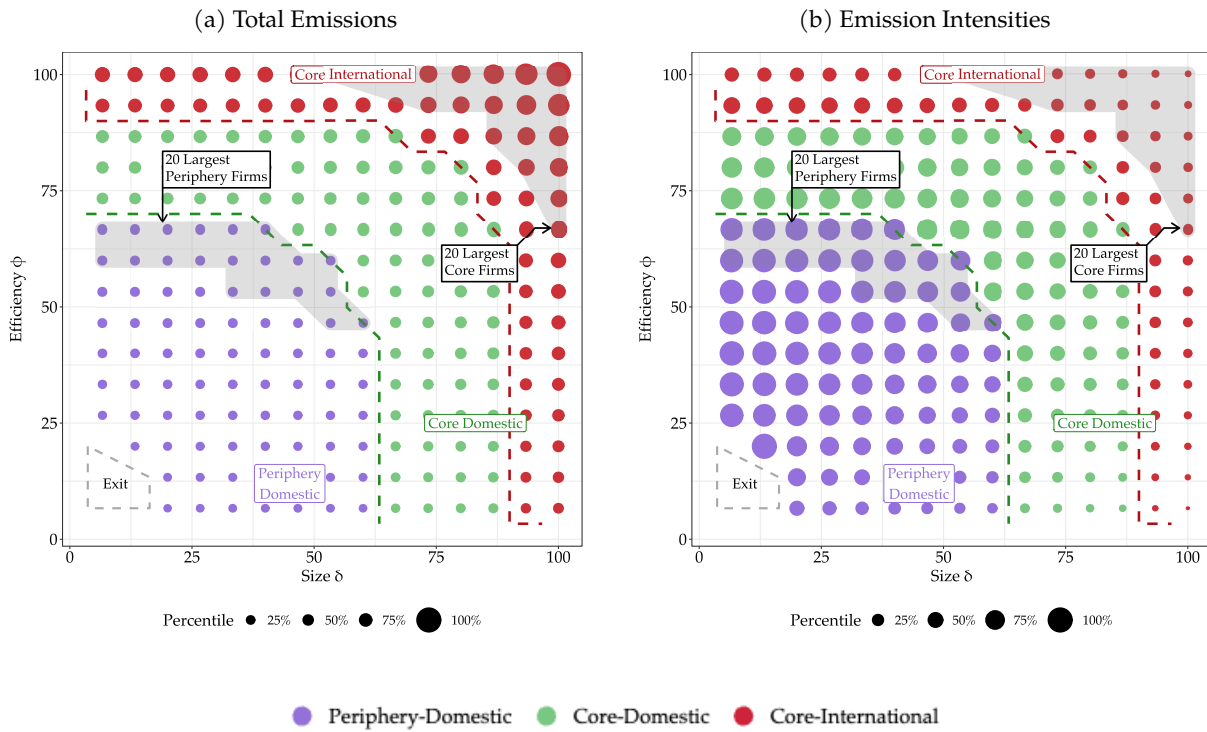 (a) Total Emissions
(b) Emission Intensities
Efficiency ϕ
100
75
50
25
0
Core International
20 Largest
Periphery Firms
20 Largest
Core Firms
Core Domestic
Periphery
Domestic
Exit
0
25
50
75
100
Size δ
Percentile
25%
50%
75%
100%
Efficiency ϕ
100
75
50
25
0
Core International
20 Largest
Periphery Firms
20 Largest
Core Firms
Core Domestic
Periphery
Domestic
Exit
0
25
50
75
100
Size δ
Percentile
25%
50%
75%
100%
Periphery-Domestic
Core-Domestic
Core-International